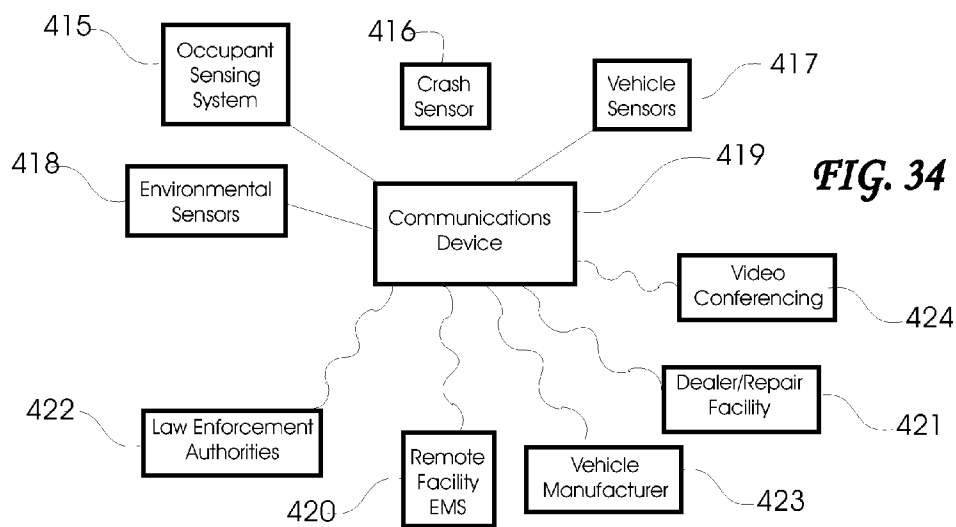 415
Occupant
Sensing
System
416
Crash
Sensor
Vehicle
Sensors
417
418
Environmental
Sensors
419
FIG. 34
Communications
Device
Video
Conferencing
424
Dealer/Repair
Facility
421
422
Law Enforcement
Authorities
420
Remote
Facility
EMS
Vehicle
Manufacturer
423